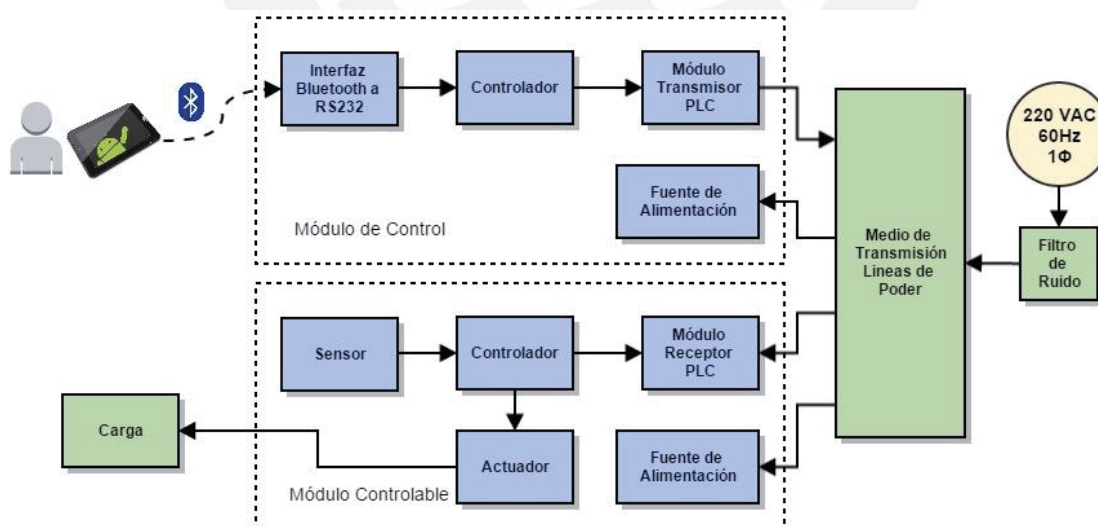 Interfaz
Bluetooth a
RS232
Controlador
Módulo
Transmisor
PLC
220 VAC
60Hz
1Φ
Fuente de
Alimentación
Módulo de Control
Medio de
Transmisión
Lineas de
Poder
Filtro
de
Ruido
Sensor
Controlador
Módulo
Receptor
PLC
Carga
Actuador
Fuente de
Alimentación
Módulo Controlable